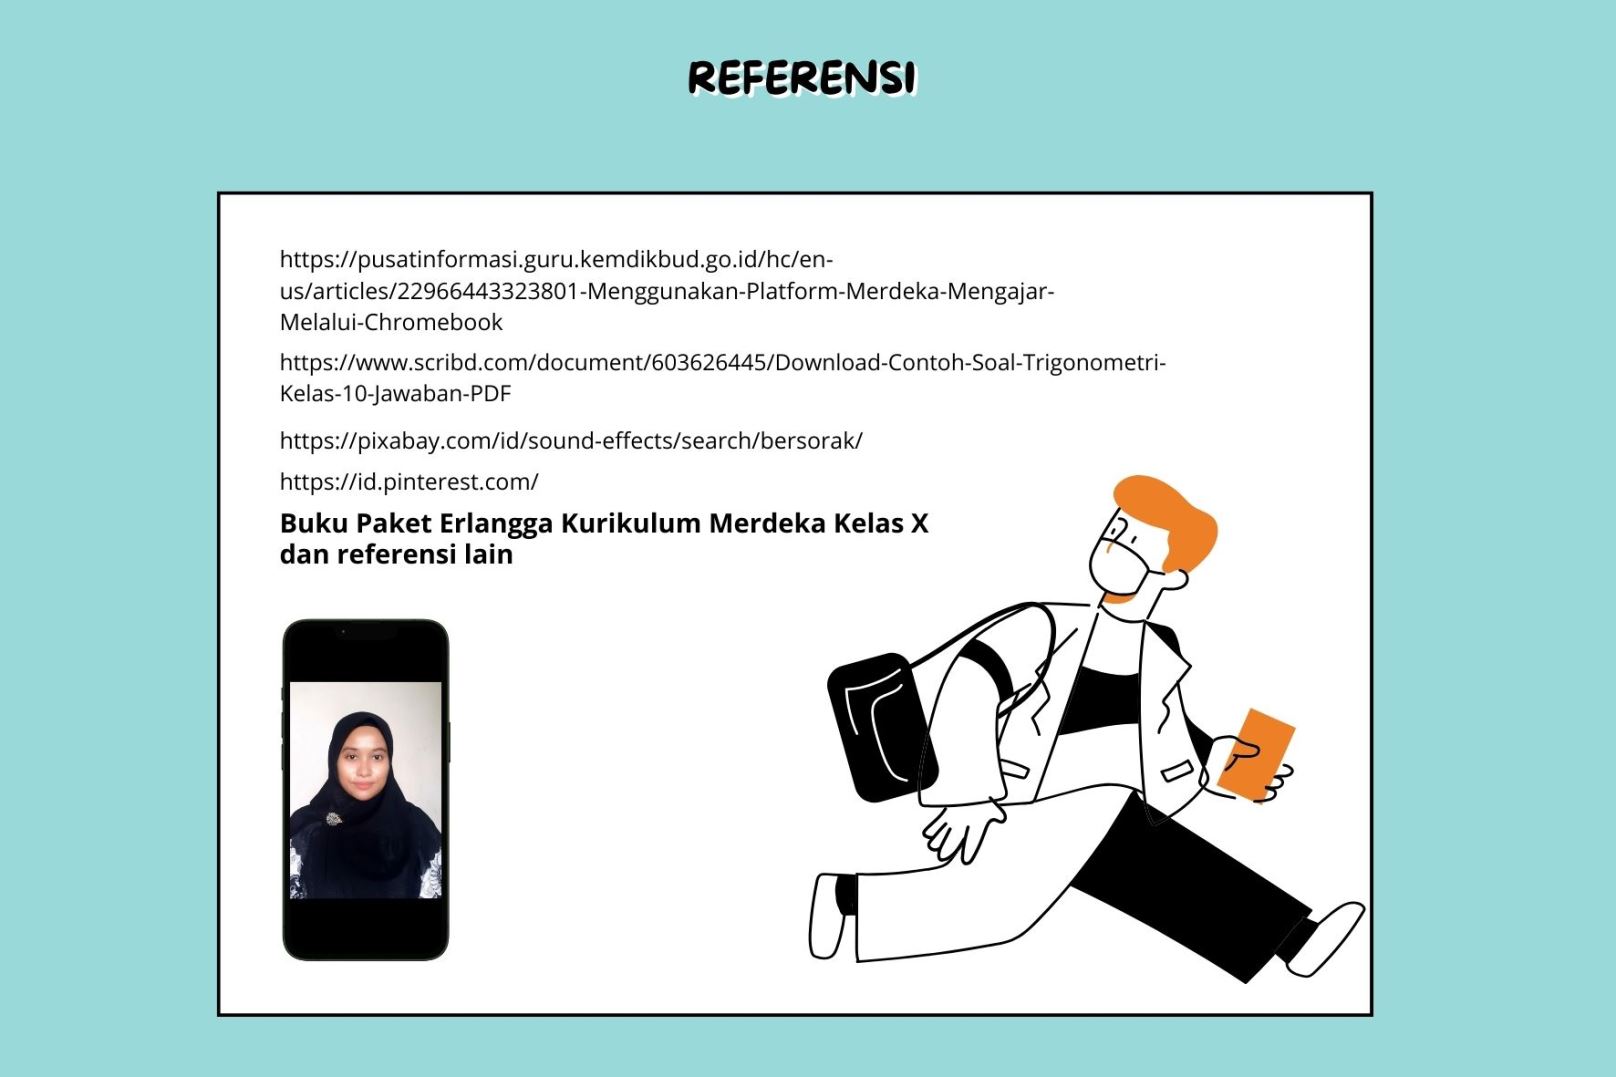 REFERENSI
https://pusatinformasi.guru.kemdikbud.go.id/hc/en-
us/articles/22966443323801-Menggunakan-Platform-Merdeka-Mengajar-
Melalui-Chromebook
https://www.scribd.com/document/603626445/Download-Contoh-Soal-Trigonometri-
Kelas-10-Jawaban-PDF
https://pixabay.com/id/sound-effects/search/bersorak/
https://id.pinterest.com/
Buku Paket Erlangga Kurikulum Merdeka Kelas X
dan referensi lain